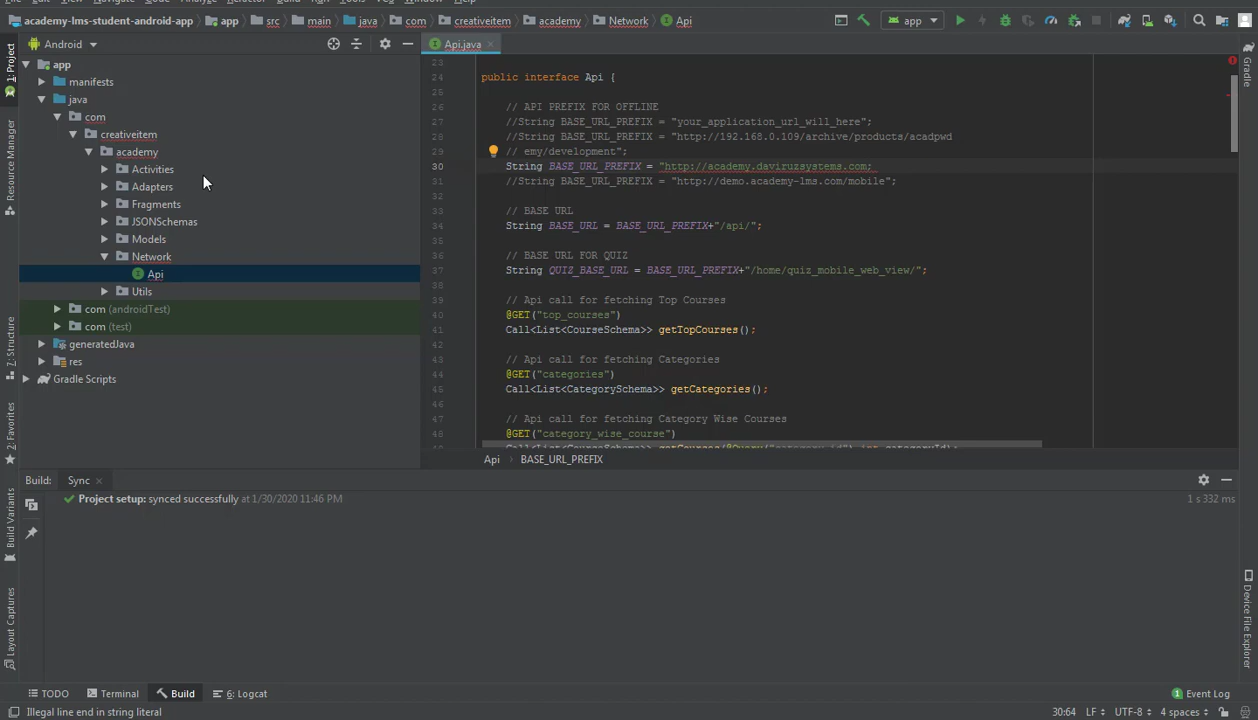 academy-lms-student-android-app app src main java com creativeitem academy Network Api app
1: Project
Resource Manager
7: Structure
2: Favorites
Build Variants
Layout Captures
Android
app
manifests
java
com
creativeitem
academy
Activities
Adapters
Fragments
JSONSchemas
Models
Network
Api
Utils
com (androidTest)
com (test)
generatedJava
res
Gradle Scripts
Api.java
23
24 public interface Api {
25
26 // API PREFIX FOR OFFLINE
27 //String BASE_URL_PREFIX = "your_application_url_will_here";
28 //String BASE_URL_PREFIX = "http://192.168.0.109/archive/products/acadpwd
29 // emy/development";
30 String BASE_URL_PREFIX = "http://academy.daviruzsystems.com;
31 //String BASE_URL_PREFIX = "http://demo.academy-lms.com/mobile";
32
33 // BASE URL
34 String BASE_URL = BASE_URL_PREFIX+"/api/";
35
36 // BASE URL FOR QUIZ
37 String QUIZ_BASE_URL = BASE_URL_PREFIX+"/home/quiz_mobile_web_view/";
38
39 // Api call for fetching Top Courses
40 @GET("top_courses")
41 Call<List<CourseSchema>> getTopCourses();
42
43 // Api call for fetching Categories
44 @GET("categories")
45 Call<List<CategorySchema>> getCategories();
46
47 // Api call for fetching Category Wise Courses
48 @GET("category_wise_course")
Api BASE_URL_PREFIX
Gradle
Device File Explorer
Build: Sync
Project setup: synced successfully at 1/30/2020 11:46 PM 1 s 332 ms
TODO Terminal Build 6: Logcat 1 Event Log
Illegal line end in string literal 30:64 LF UTF-8 4 spaces